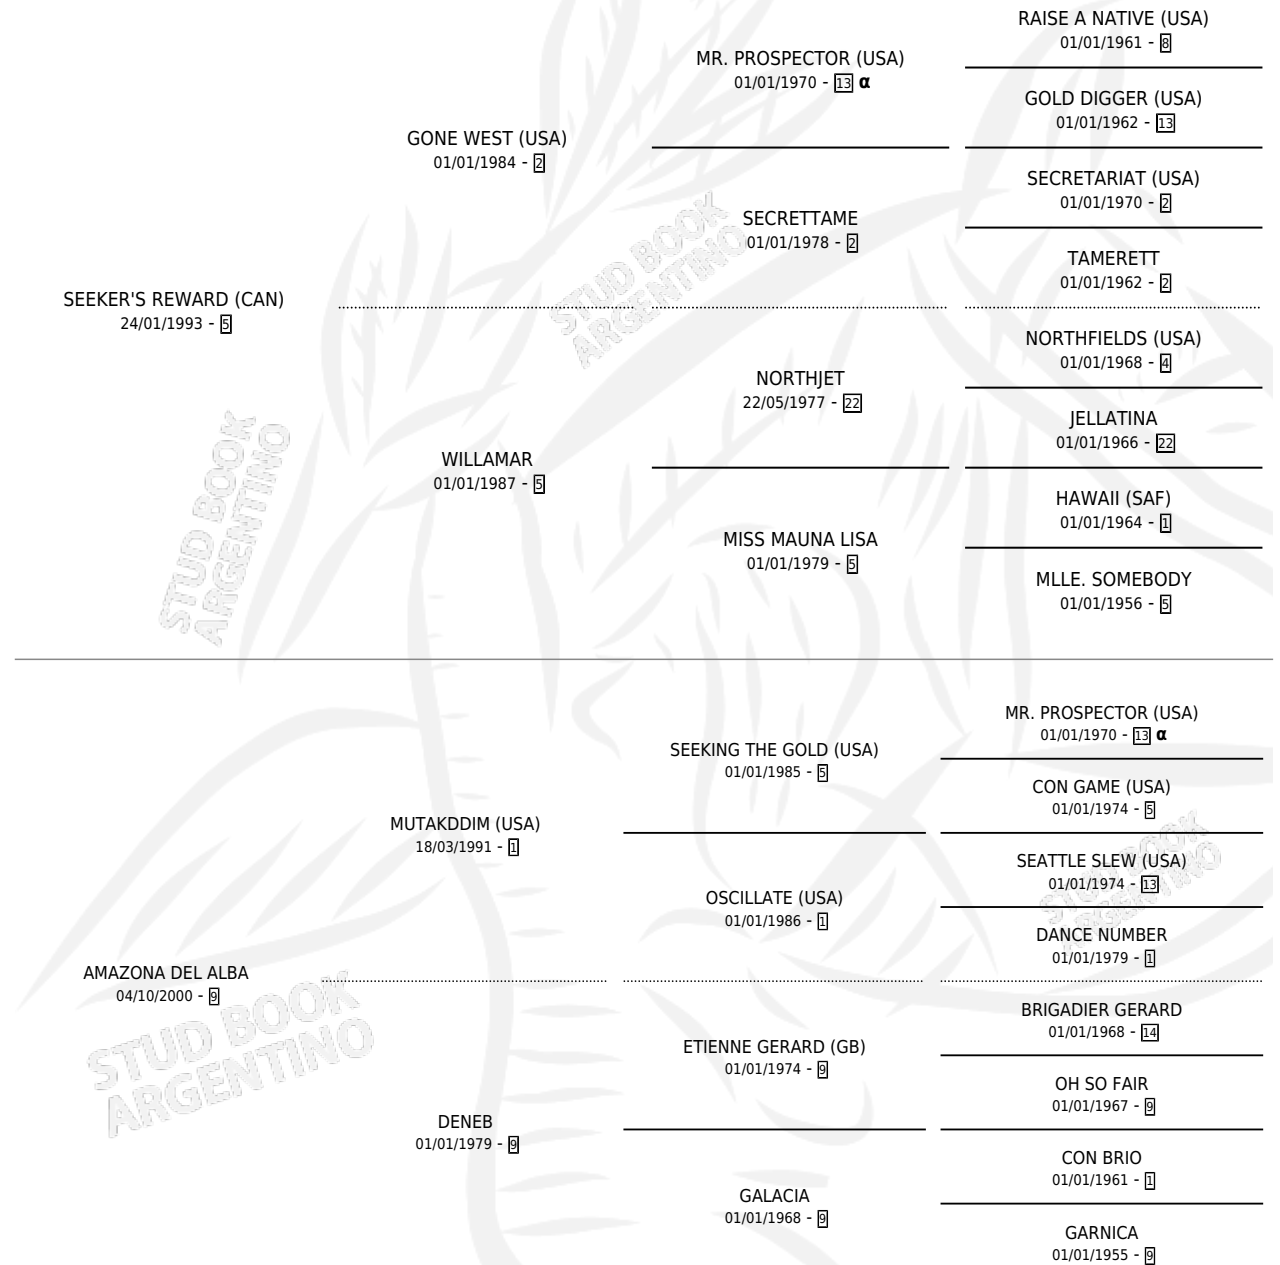 RAISE A NATIVE (USA)
01/01/1961 - 8
MR. PROSPECTOR (USA)
01/01/1970 - 13 α
GOLD DIGGER (USA)
01/01/1962 - 13
GONE WEST (USA)
01/01/1984 - 2
SECRETARIAT (USA)
01/01/1970 - 2
SECRETTAME
01/01/1978 - 2
TAMERETT
01/01/1962 - 2
SEEKER'S REWARD (CAN)
24/01/1993 - 5
NORTHFIELDS (USA)
01/01/1968 - 4
NORTHJET
22/05/1977 - 22
JELLATINA
01/01/1966 - 22
WILLAMAR
01/01/1987 - 5
HAWAII (SAF)
01/01/1964 - 1
MISS MAUNA LISA
01/01/1979 - 5
MLLE. SOMEBODY
01/01/1956 - 5
MR. PROSPECTOR (USA)
01/01/1970 - 13 α
SEEKING THE GOLD (USA)
01/01/1985 - 5
CON GAME (USA)
01/01/1974 - 5
MUTAKDDIM (USA)
18/03/1991 - 1
SEATTLE SLEW (USA)
01/01/1974 - 13
OSCILLATE (USA)
01/01/1986 - 1
DANCE NUMBER
01/01/1979 - 1
AMAZONA DEL ALBA
04/10/2000 - 9
BRIGADIER GERARD
01/01/1968 - 14
ETIENNE GERARD (GB)
01/01/1974 - 9
OH SO FAIR
01/01/1967 - 9
DENEB
01/01/1979 - 9
CON BRIO
01/01/1961 - 1
GALACIA
01/01/1968 - 9
GARNICA
01/01/1955 - 9
STUD BOOK
ARGENTINO
STUD BOOK
ARGENTINO
STUD BOOK
ARGENTINO
STUD BOOK
ARGENTINO